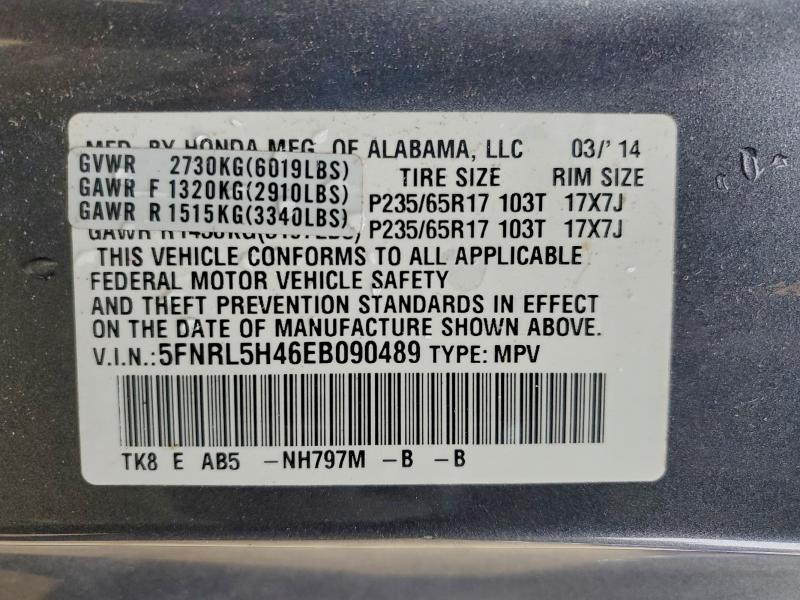 MFD. BY HONDA MFG. OF ALABAMA, LLC 03/'14
GVWR 2730KG(6019LBS) TIRE SIZE RIM SIZE
GAWR F 1320KG(2910LBS) P235/65R17 103T 17X7J
GAWR R 1515KG(3340LBS) P235/65R17 103T 17X7J
GAWR R
THIS VEHICLE CONFORMS TO ALL APPLICABLE
FEDERAL MOTOR VEHICLE SAFETY
AND THEFT PREVENTION STANDARDS IN EFFECT
ON THE DATE OF MANUFACTURE SHOWN ABOVE.
V.I.N.: 5FNRL5H46EB090489 TYPE: MPV
TK8 E AB5 -NH797M -B -B